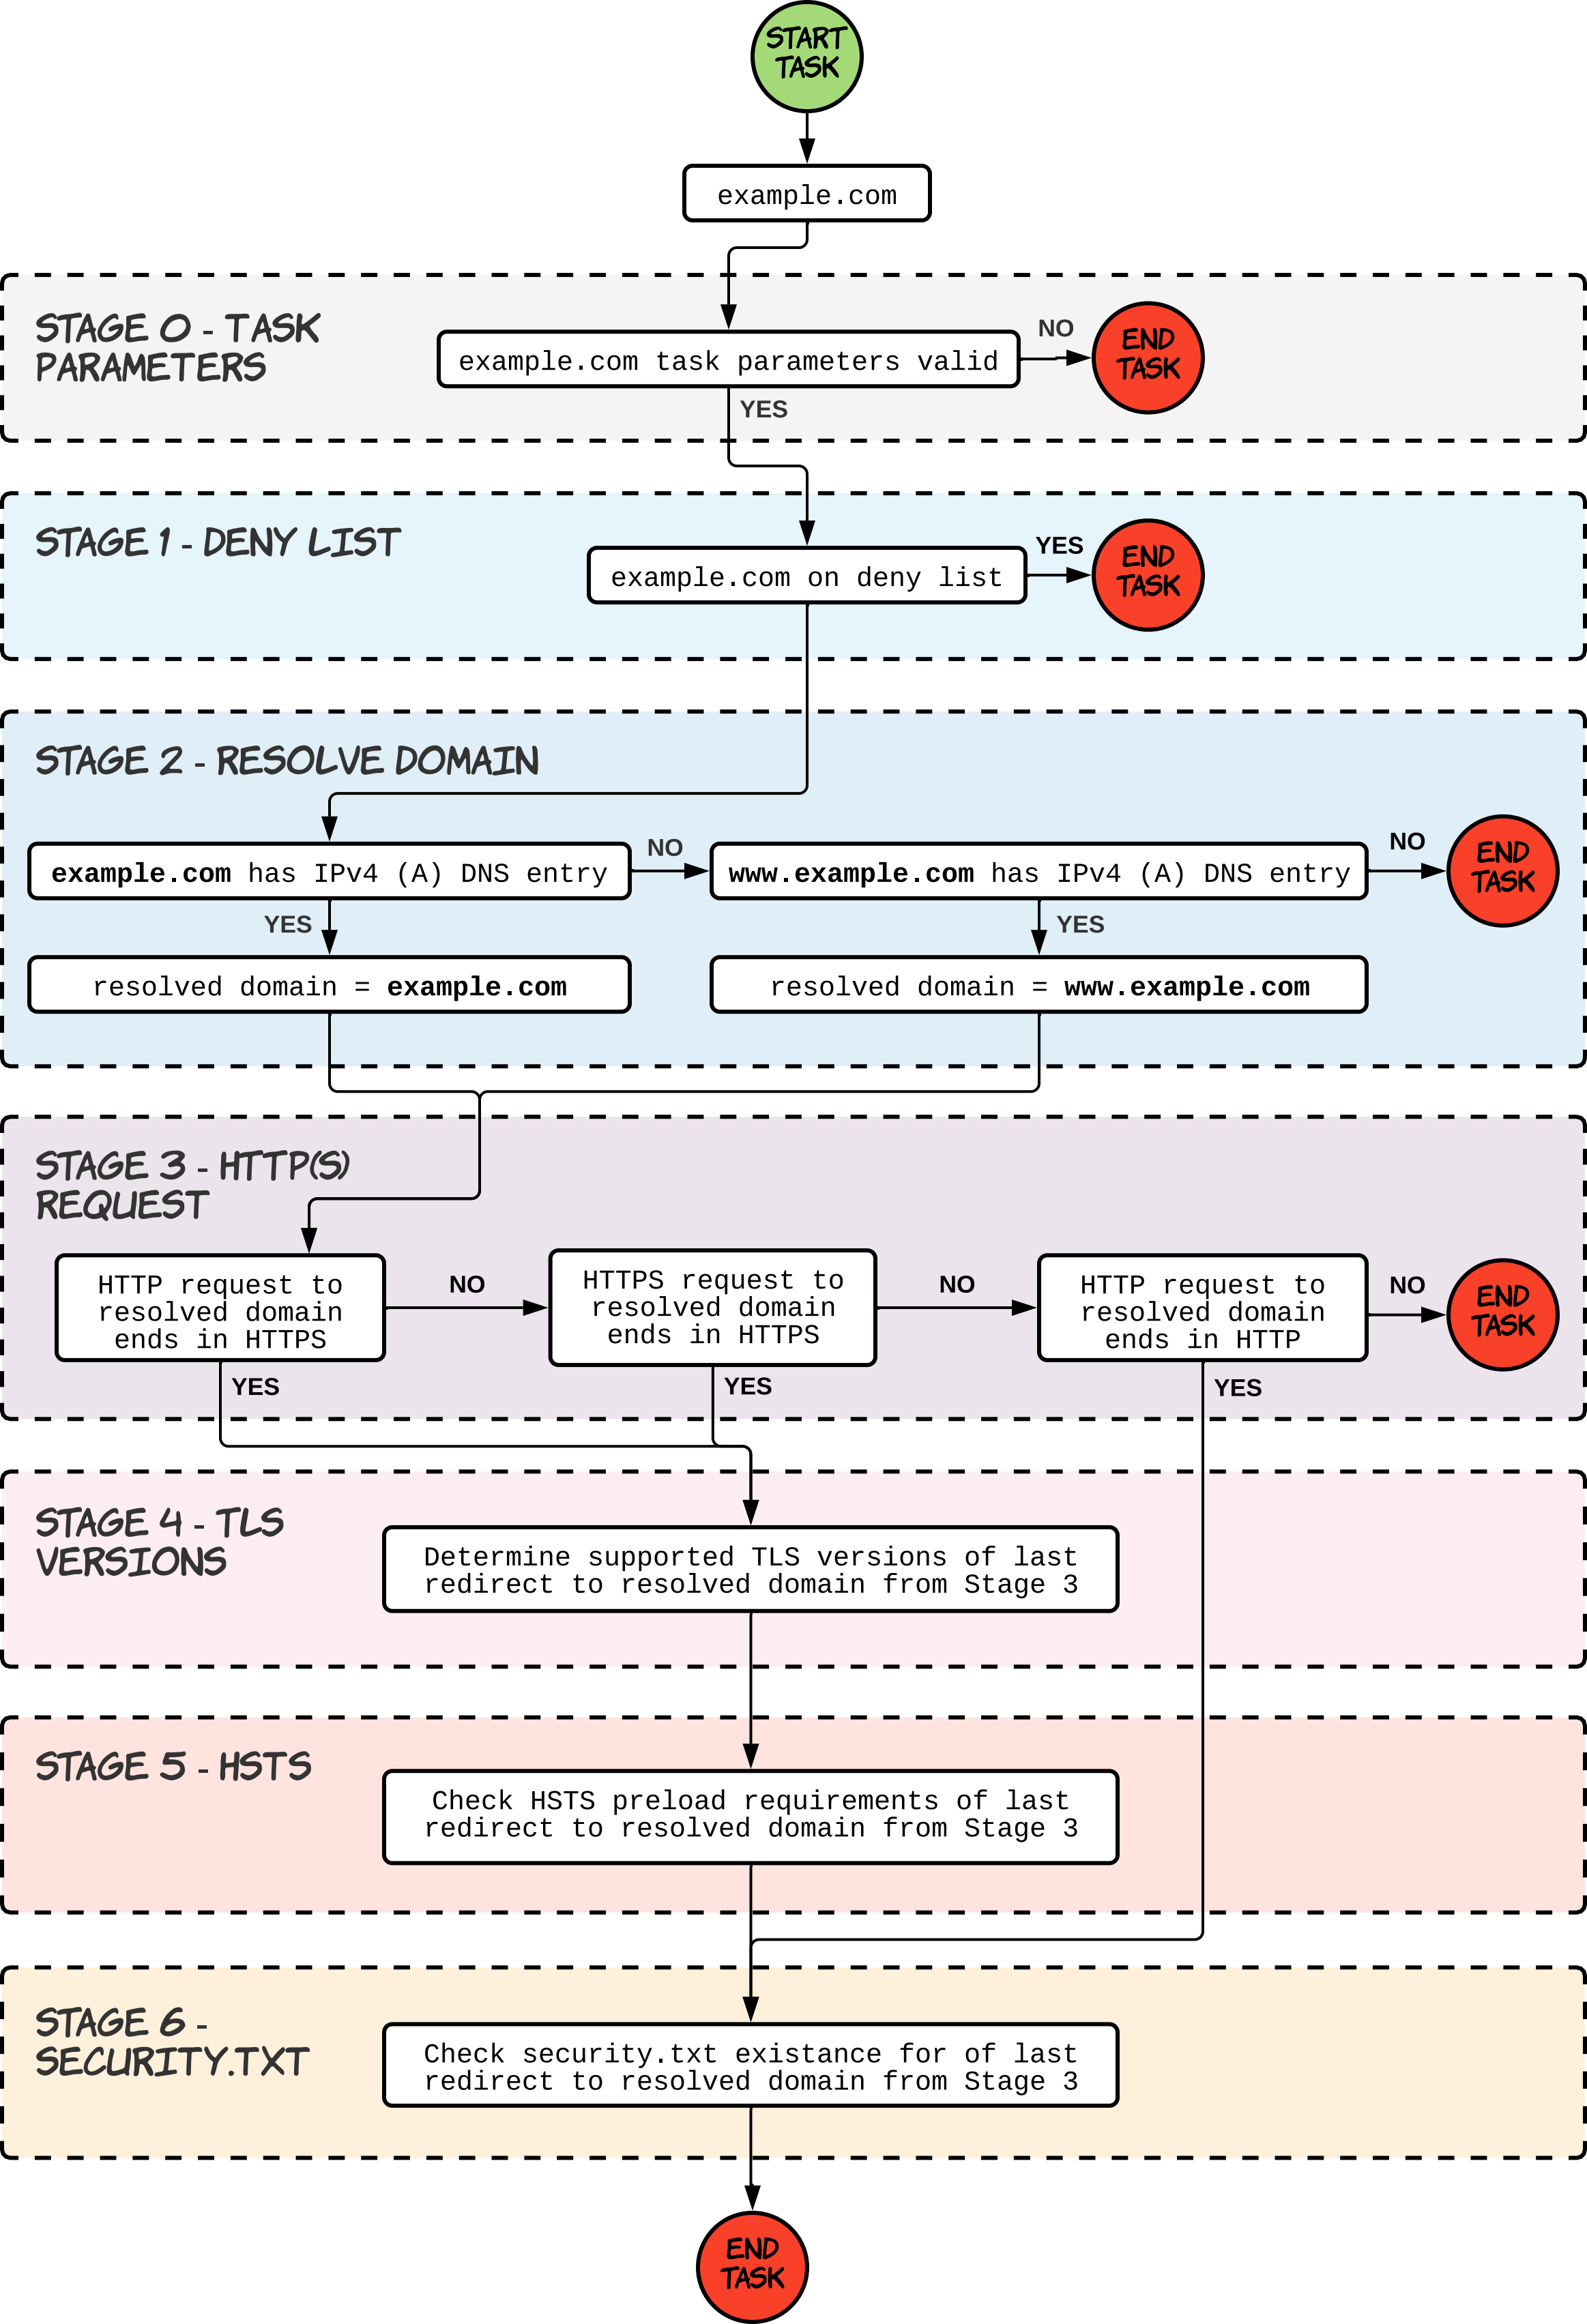 START
TASK
example.com
STAGE 0 - TASK
PARAMETERS
example.com task parameters valid
NO
END
TASK
YES
STAGE 1 - DENY LIST
example.com on deny list
YES
END
TASK
STAGE 2 - RESOLVE DOMAIN
example.com has IPv4 (A) DNS entry
NO
www.example.com has IPv4 (A) DNS entry
NO
END
TASK
YES
YES
resolved domain = example.com
resolved domain = www.example.com
STAGE 3 - HTTP(S)
REQUEST
HTTP request to
resolved domain
ends in HTTPS
NO
HTTPS request to
resolved domain
ends in HTTPS
NO
HTTP request to
resolved domain
ends in HTTP
NO
END
TASK
YES
YES
YES
STAGE 4 - TLS
VERSIONS
Determine supported TLS versions of last
redirect to resolved domain from Stage 3
STAGE 5 - HSTS
Check HSTS preload requirements of last
redirect to resolved domain from Stage 3
STAGE 6 -
SECURITY.TXT
Check security.txt existance for of last
redirect to resolved domain from Stage 3
END
TASK